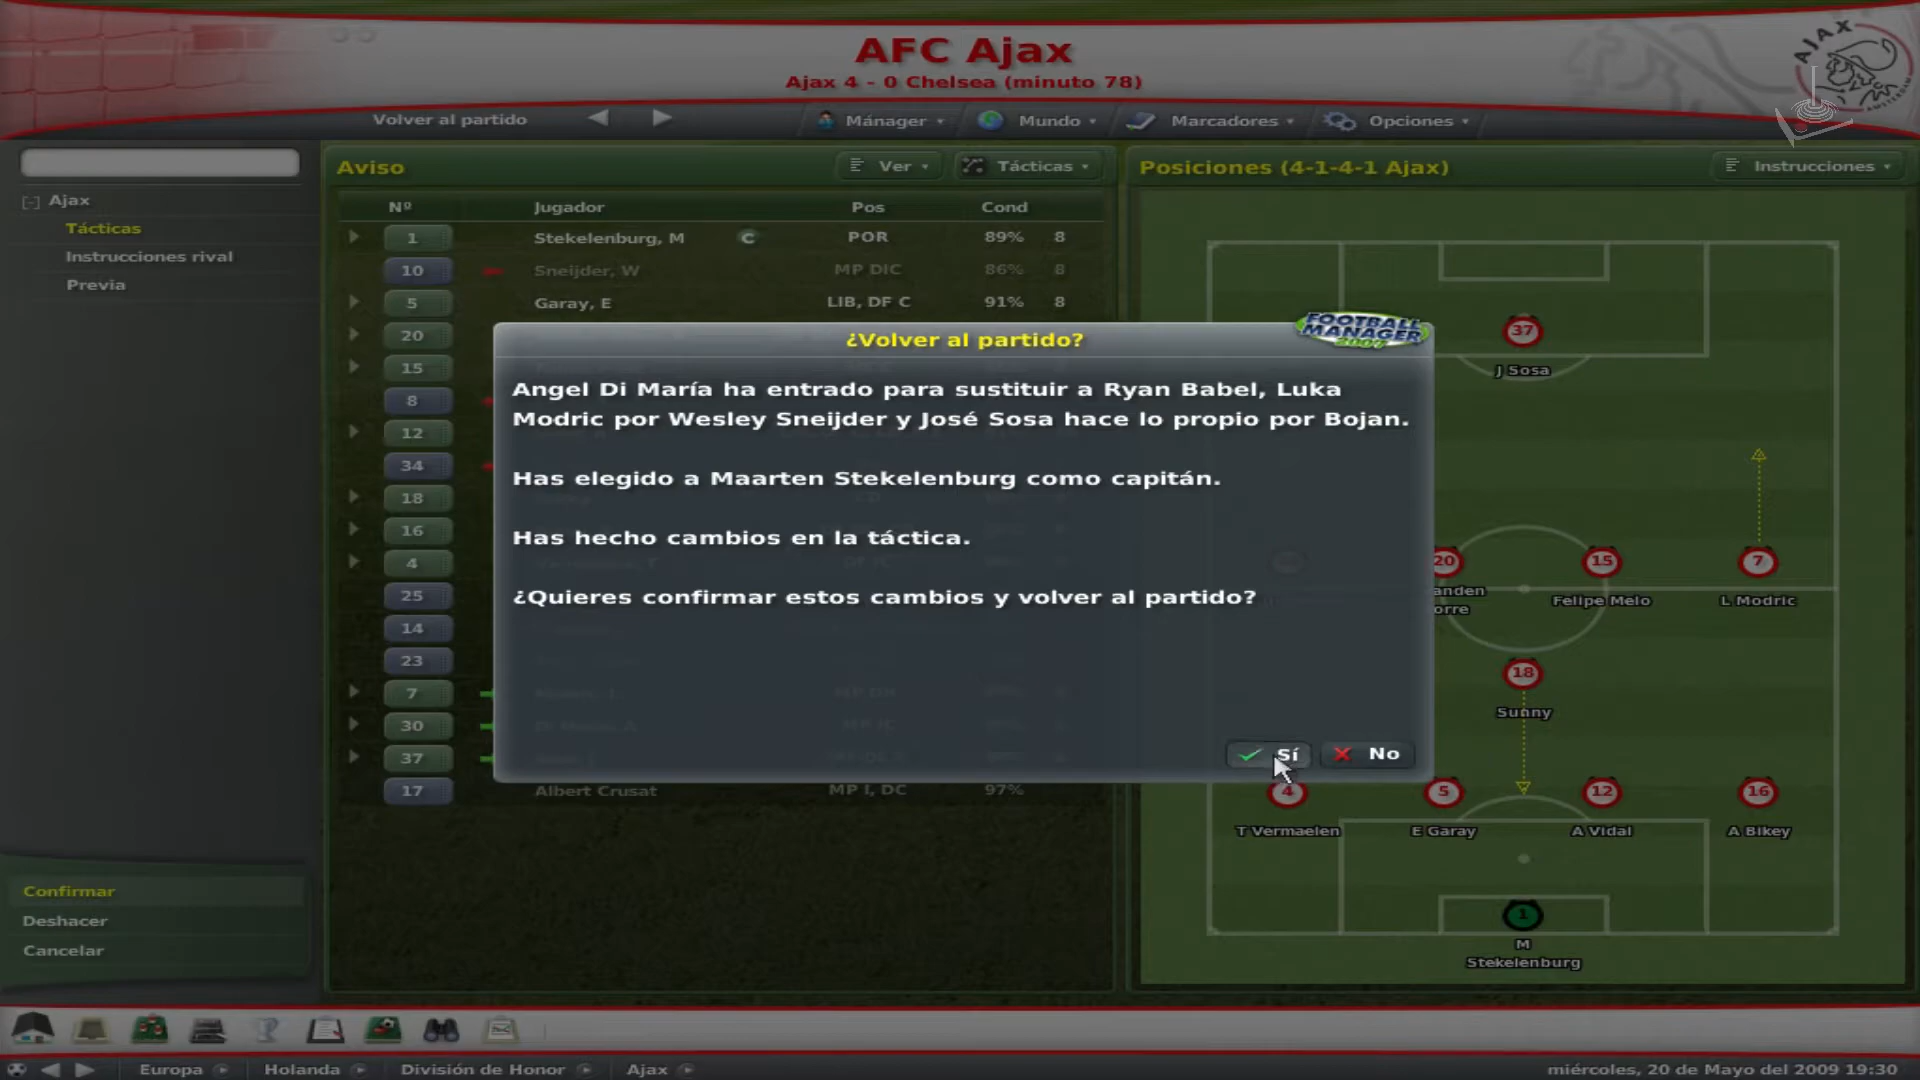 AFC Ajax
Ajax 4 - 0 Chelsea (minuto 78)
AJAX
Volver al partido
Mánager
Mundo
Marcadores
Opciones
Ajax
Tácticas
Instrucciones rival
Previa
Aviso
Ver
Tácticas
Nº Jugador Pos Cond
1 Stekelenburg, M C POR 89% 8
10 Sneijder, W MP DIC 86% 8
5 Garay, E LIB, DF C 91% 8
20
15
8
12
34
18
16
4
25
14
23
7
30
37
17 Albert Crusat MP I, DC 97%
Posiciones (4-1-4-1 Ajax)
Instrucciones
37
J Sosa
20
15
Felipe Melo
7
L Modric
18
Sunny
4
T Vermaelen
5
E Garay
12
A Vidal
16
A Bikey
1
M
Stekelenburg
FOOTBALL
MANAGER
2007
¿Volver al partido?
Angel Di María ha entrado para sustituir a Ryan Babel, Luka
Modric por Wesley Sneijder y José Sosa hace lo propio por Bojan.
Has elegido a Maarten Stekelenburg como capitán.
Has hecho cambios en la táctica.
¿Quieres confirmar estos cambios y volver al partido?
Sí
No
Confirmar
Deshacer
Cancelar
Europa
Holanda
División de Honor
Ajax
miércoles, 20 de Mayo del 2009 19:30